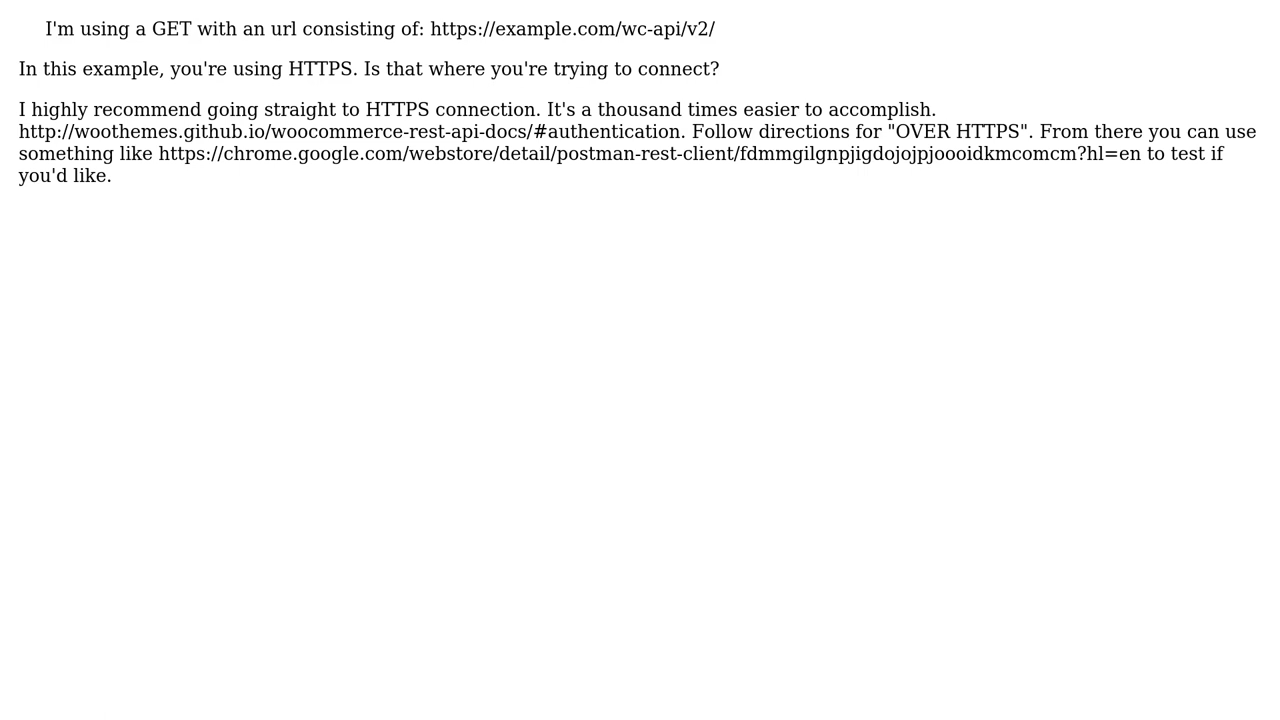 I'm using a GET with an url consisting of: https://example.com/wc-api/v2/
In this example, you're using HTTPS. Is that where you're trying to connect?
I highly recommend going straight to HTTPS connection. It's a thousand times easier to accomplish.
http://woothemes.github.io/woocommerce-rest-api-docs/#authentication. Follow directions for "OVER HTTPS". From there you can use
something like https://chrome.google.com/webstore/detail/postman-rest-client/fdmmgilgnpjigdojojpjoooidkmcomcm?hl=en to test if
you'd like.